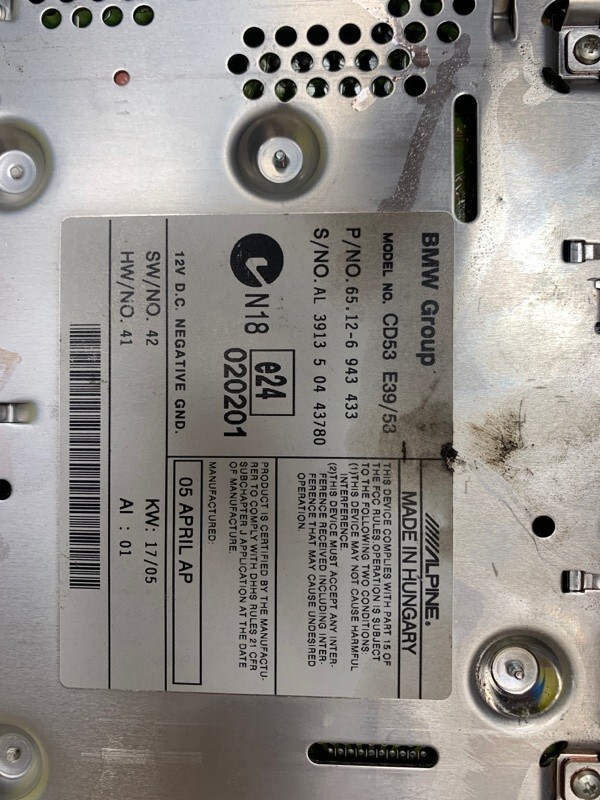 BMW Group
MODEL NO. CD53 E39/53
P/NO. 65.12-6 943 433
S/NO. AL 3913 5 04 43780
N18
e24
020201
12V D.C. NEGATIVE GND.
SW/NO. 42 KW: 17/05
HW/NO. 41 AI : 01
ALPINE®
MADE IN HUNGARY
THIS DEVICE COMPLIES WITH PART 15 OF
THE FCC RULES OPERATION IS SUBJECT
TO THE FOLLOWING TWO CONDITIONS:
(1)THIS DEVICE MAY NOT CAUSE HARMFUL
INTERFERENCE.
(2)THIS DEVICE MUST ACCEPT ANY INTER-
FERENCE RECEIVED INCLUDING INTER-
FERENCE THAT MAY CAUSE UNDESIRED
OPERATION.
PRODUCT IS CERTIFIED BY THE MANUFACTU-
RER TO COMPLY WITH DHHS RULES 21 CFR
SUBCHAPTER J APPLICATION AT THE DATE
OF MANUFACTURE.
MANUFACTURED:
05 APRIL AP